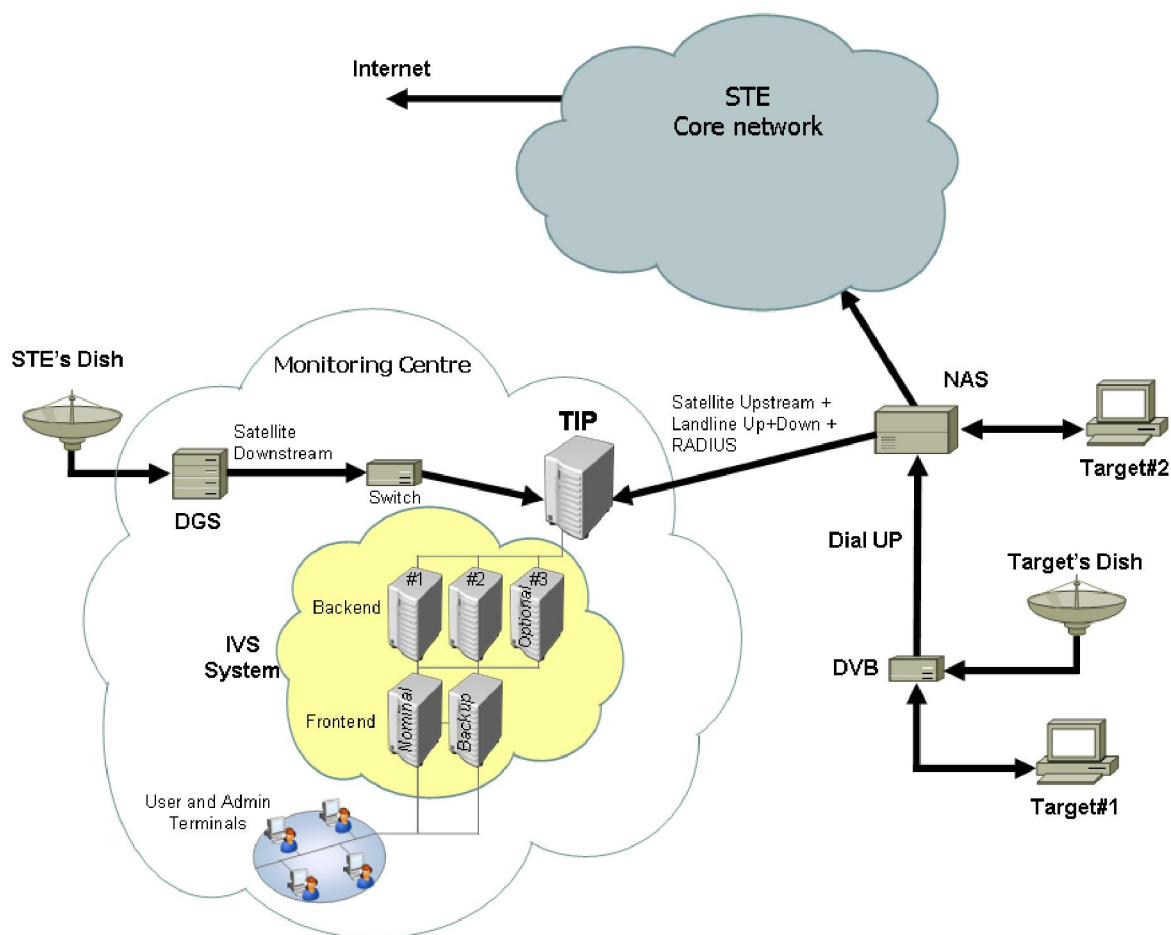 Internet
STE
Core network
STE's Dish
Monitoring Centre
NAS
Satellite Upstream +
Landline Up+Down +
RADIUS
TIP
Satellite
Downstream
Switch
DGS
Target#2
Dial UP
Target's Dish
#1
#2
#3
Backend
Optional
IVS
System
DVB
Frontend
Nominal
Backup
Target#1
User and Admin
Terminals